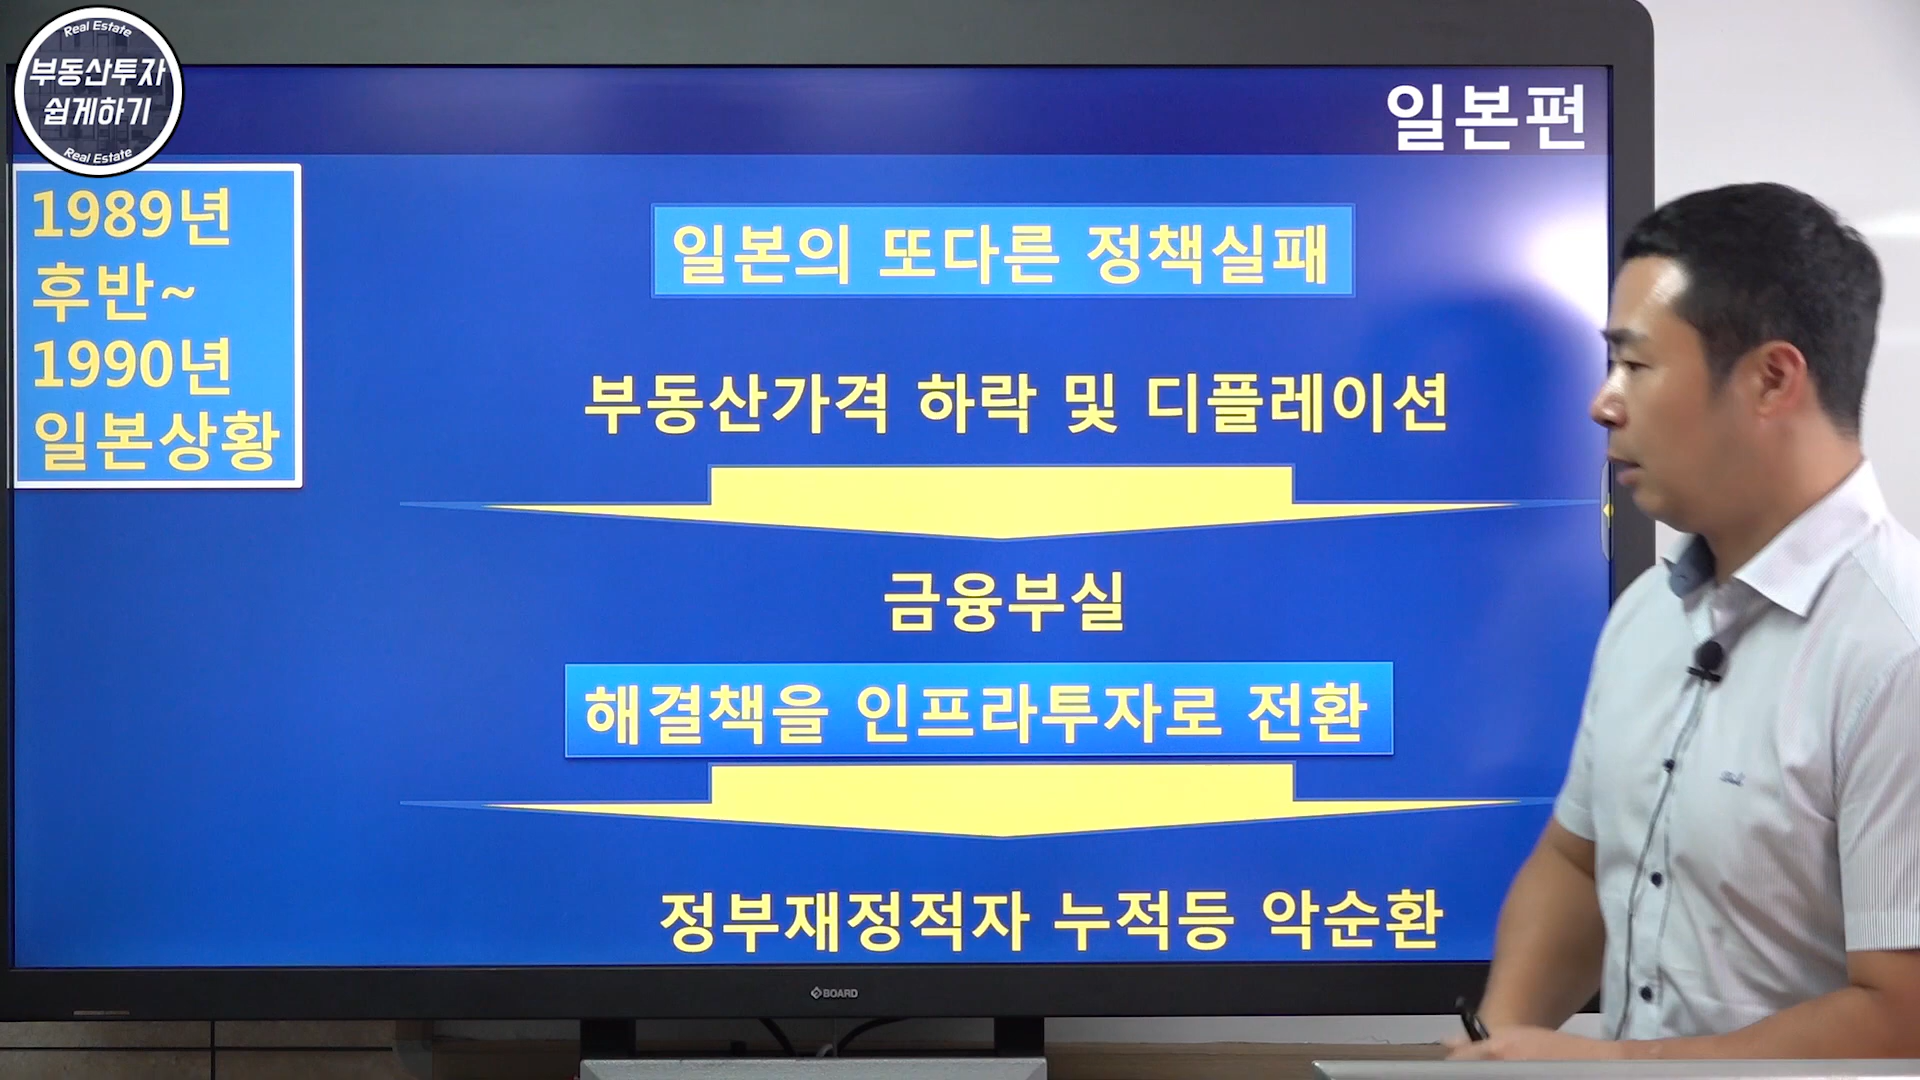 Real Estate
부동산투자
쉽게하기
Real Estate
일본편
1989년
후반~
1990년
일본상황
일본의 또다른 정책실패
부동산가격 하락 및 디플레이션
금융부실
해결책을 인프라투자로 전환
정부재정적자 누적등 악순환
BOARD